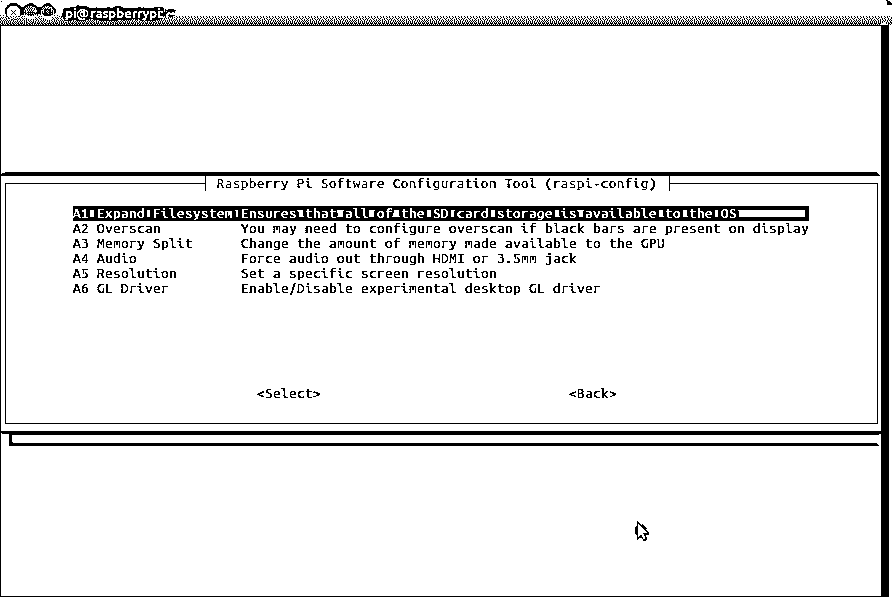 pi@raspberrypi: ~
Raspberry Pi Software Configuration Tool (raspi-config)
A1 Expand Filesystem Ensures that all of the SD card storage is available to the OS
A2 Overscan You may need to configure overscan if black bars are present on display
A3 Memory Split Change the amount of memory made available to the GPU
A4 Audio Force audio out through HDMI or 3.5mm jack
A5 Resolution Set a specific screen resolution
A6 GL Driver Enable/Disable experimental desktop GL driver
<Select> <Back>